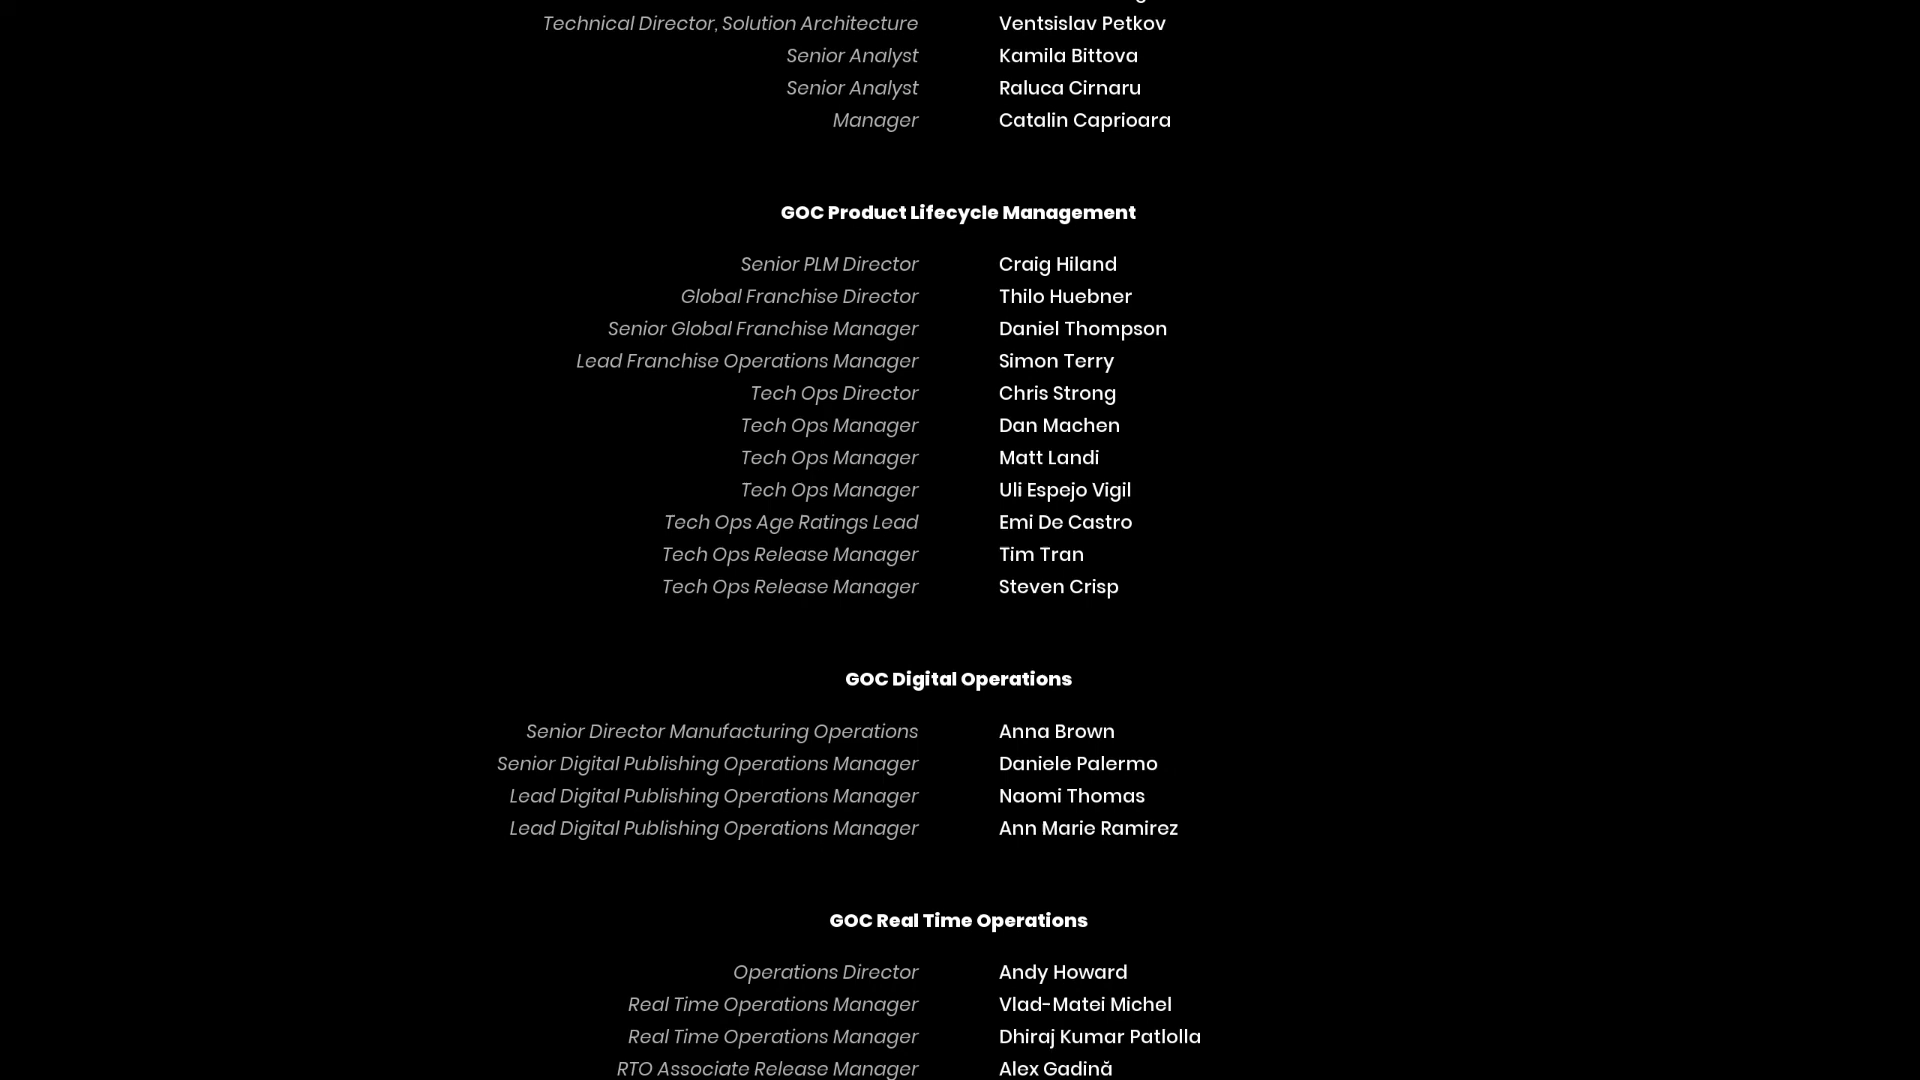 Technical Director, Solution Architecture Ventsislav Petkov
Senior Analyst Kamila Bittova
Senior Analyst Raluca Cirnaru
Manager Catalin Caprioara
GOC Product Lifecycle Management
Senior PLM Director Craig Hiland
Global Franchise Director Thilo Huebner
Senior Global Franchise Manager Daniel Thompson
Lead Franchise Operations Manager Simon Terry
Tech Ops Director Chris Strong
Tech Ops Manager Dan Machen
Tech Ops Manager Matt Landi
Tech Ops Manager Uli Espejo Vigil
Tech Ops Age Ratings Lead Emi De Castro
Tech Ops Release Manager Tim Tran
Tech Ops Release Manager Steven Crisp
GOC Digital Operations
Senior Director Manufacturing Operations Anna Brown
Senior Digital Publishing Operations Manager Daniele Palermo
Lead Digital Publishing Operations Manager Naomi Thomas
Lead Digital Publishing Operations Manager Ann Marie Ramirez
GOC Real Time Operations
Operations Director Andy Howard
Real Time Operations Manager Vlad-Matei Michel
Real Time Operations Manager Dhiraj Kumar Patlolla
RTO Associate Release Manager Alex Gadină